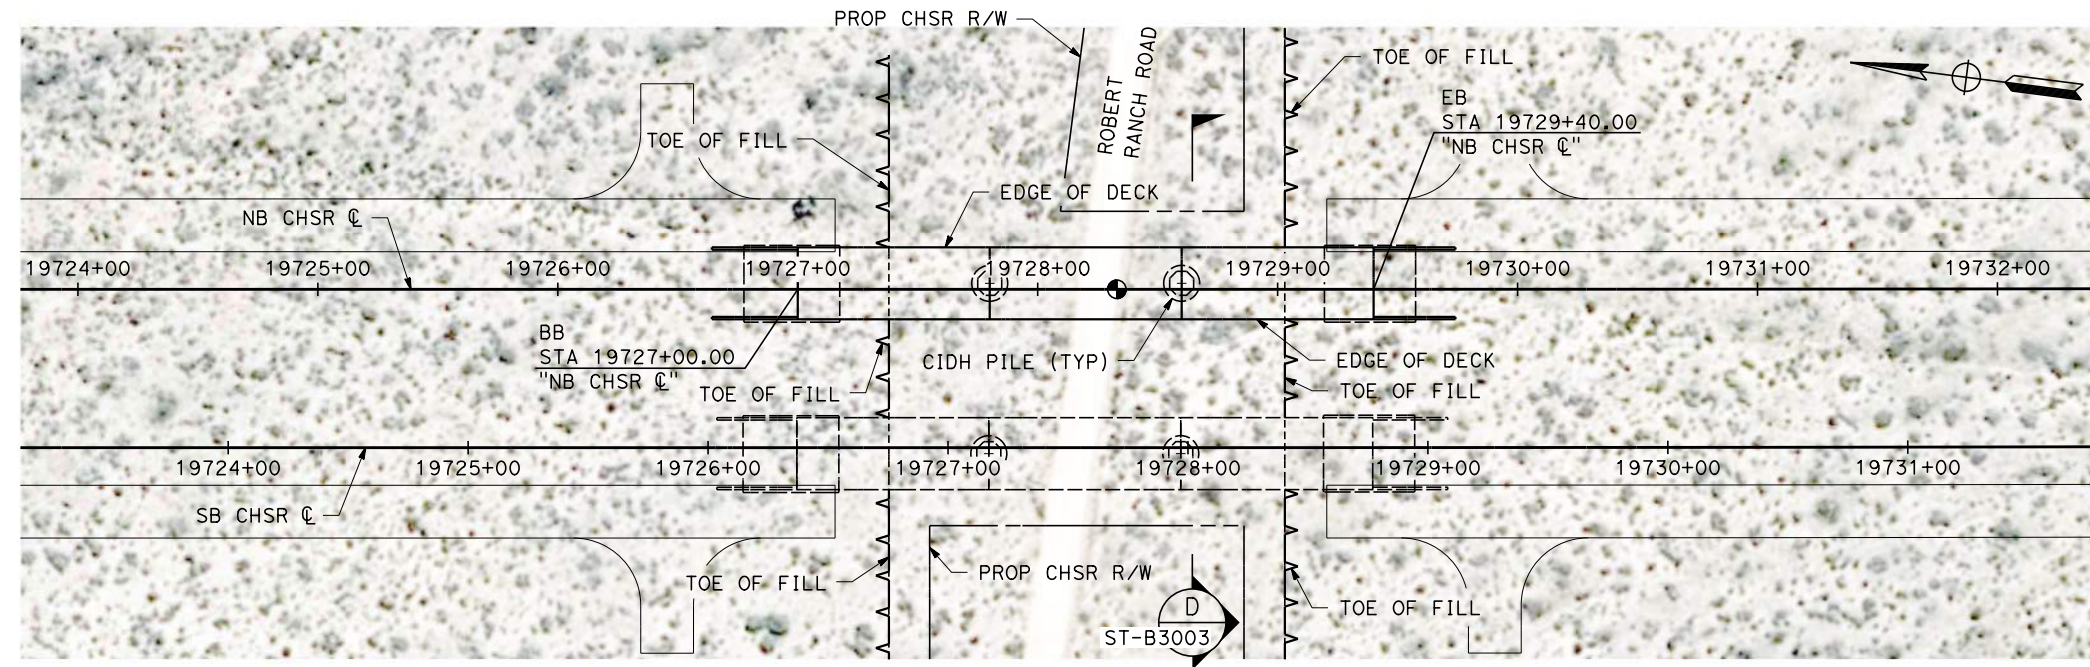 PROP CHSR R/W
ROBERT
RANCH ROAD
TOE OF FILL
EB
STA 19729+40.00
"NB CHSR ℄"
TOE OF FILL
EDGE OF DECK
NB CHSR ℄
19724+00 19725+00 19726+00 19727+00 19728+00 19729+00 19730+00 19731+00 19732+00
BB
STA 19727+00.00
"NB CHSR ℄"
CIDH PILE (TYP)
EDGE OF DECK
TOE OF FILL
TOE OF FILL
19724+00 19725+00 19726+00 19727+00 19728+00 19729+00 19730+00 19731+00
SB CHSR ℄
TOE OF FILL
PROP CHSR R/W
D
ST-B3003
TOE OF FILL